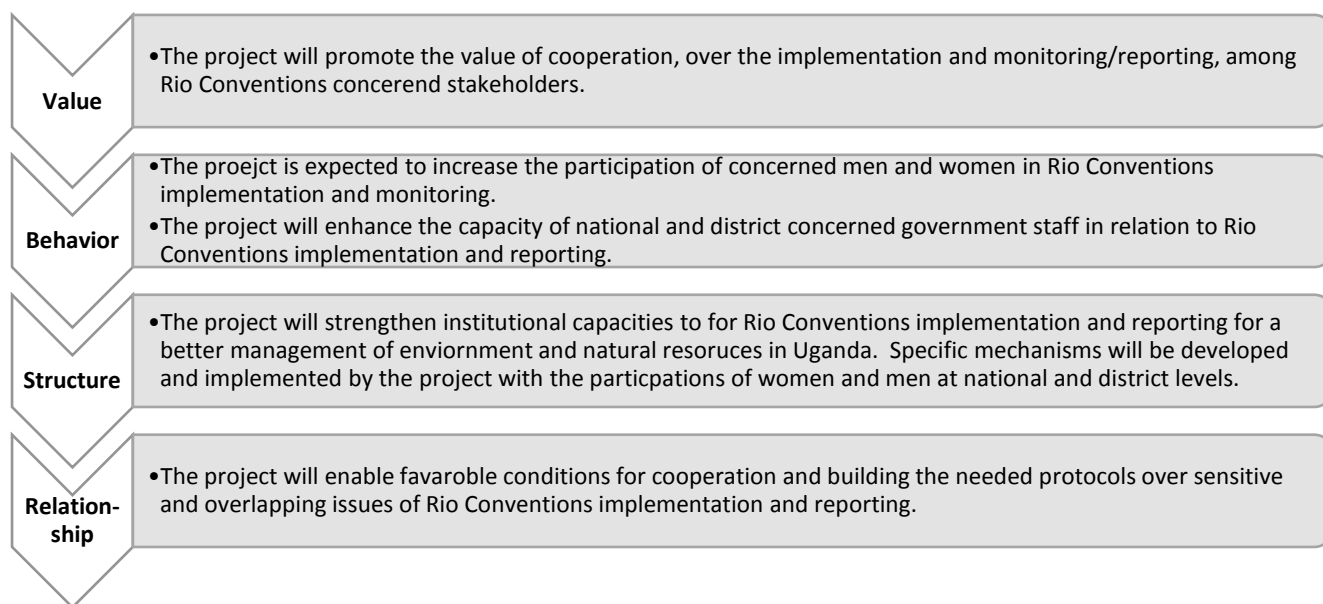 Value
•The project will promote the value of cooperation, over the implementation and monitoring/reporting, among
Rio Conventions concerend stakeholders.
Behavior
•The proejct is expected to increase the participation of concerned men and women in Rio Conventions
implementation and monitoring.
•The project will enhance the capacity of national and district concerned government staff in relation to Rio
Conventions implementation and reporting.
Structure
•The project will strengthen institutional capacities to for Rio Conventions implementation and reporting for a
better management of enviornment and natural resoruces in Uganda.  Specific mechanisms will be developed
and implemented by the project with the particpations of women and men at national and district levels.
Relation-
ship
•The project will enable favaroble conditions for cooperation and building the needed protocols over sensitive
and overlapping issues of Rio Conventions implementation and reporting.